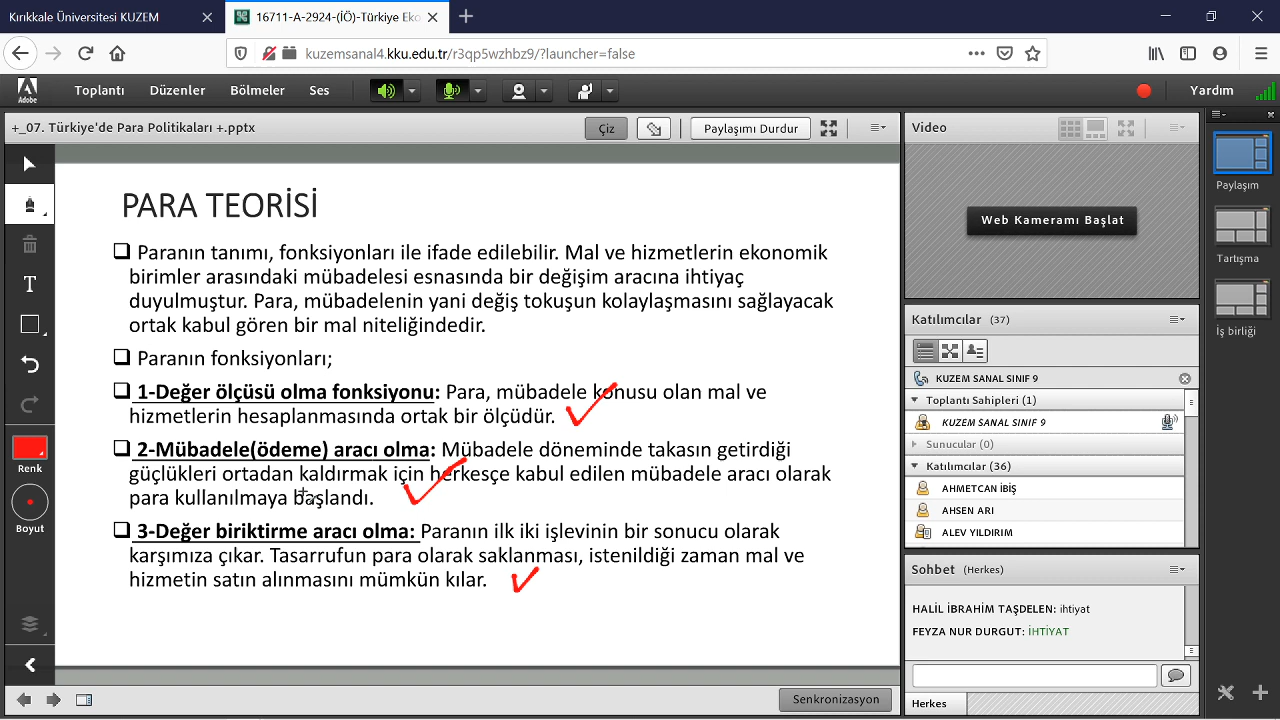 Kırıkkale Üniversitesi KUZEM
16711-A-2924-(İÖ)-Türkiye Eko
kuzemsanal4.kku.edu.tr/r3qp5wzhbz9/?launcher=false
Adobe
Toplantı Düzenler Bölmeler Ses Yardım
+_07. Türkiye'de Para Politikaları +.pptx
Çiz
Paylaşımı Durdur
PARA TEORİSİ
Paranın tanımı, fonksiyonları ile ifade edilebilir. Mal ve hizmetlerin ekonomik
birimler arasındaki mübadelesi esnasında bir değişim aracına ihtiyaç
duyulmuştur. Para, mübadelenin yani değiş tokuşun kolaylaşmasını sağlayacak
ortak kabul gören bir mal niteliğindedir.
Paranın fonksiyonları;
1-Değer ölçüsü olma fonksiyonu: Para, mübadele konusu olan mal ve
hizmetlerin hesaplanmasında ortak bir ölçüdür.
2-Mübadele(ödeme) aracı olma: Mübadele döneminde takasın getirdiği
güçlükleri ortadan kaldırmak için herkesçe kabul edilen mübadele aracı olarak
para kullanılmaya başlandı.
3-Değer biriktirme aracı olma: Paranın ilk iki işlevinin bir sonucu olarak
karşımıza çıkar. Tasarrufun para olarak saklanması, istenildiği zaman mal ve
hizmetin satın alınmasını mümkün kılar.
T
Renk
Boyut
Senkronizasyon
Video
Web Kameramı Başlat
Katılımcılar (37)
KUZEM SANAL SINIF 9
Toplantı Sahipleri (1)
KUZEM SANAL SINIF 9
Sunucular (0)
Katılımcılar (36)
AHMETCAN İBİŞ
AHSEN ARI
ALEV YILDIRIM
Sohbet (Herkes)
HALİL İBRAHİM TAŞDELEN: ihtiyat
FEYZA NUR DURGUT: İHTİYAT
Herkes
Paylaşım
Tartışma
İş birliği